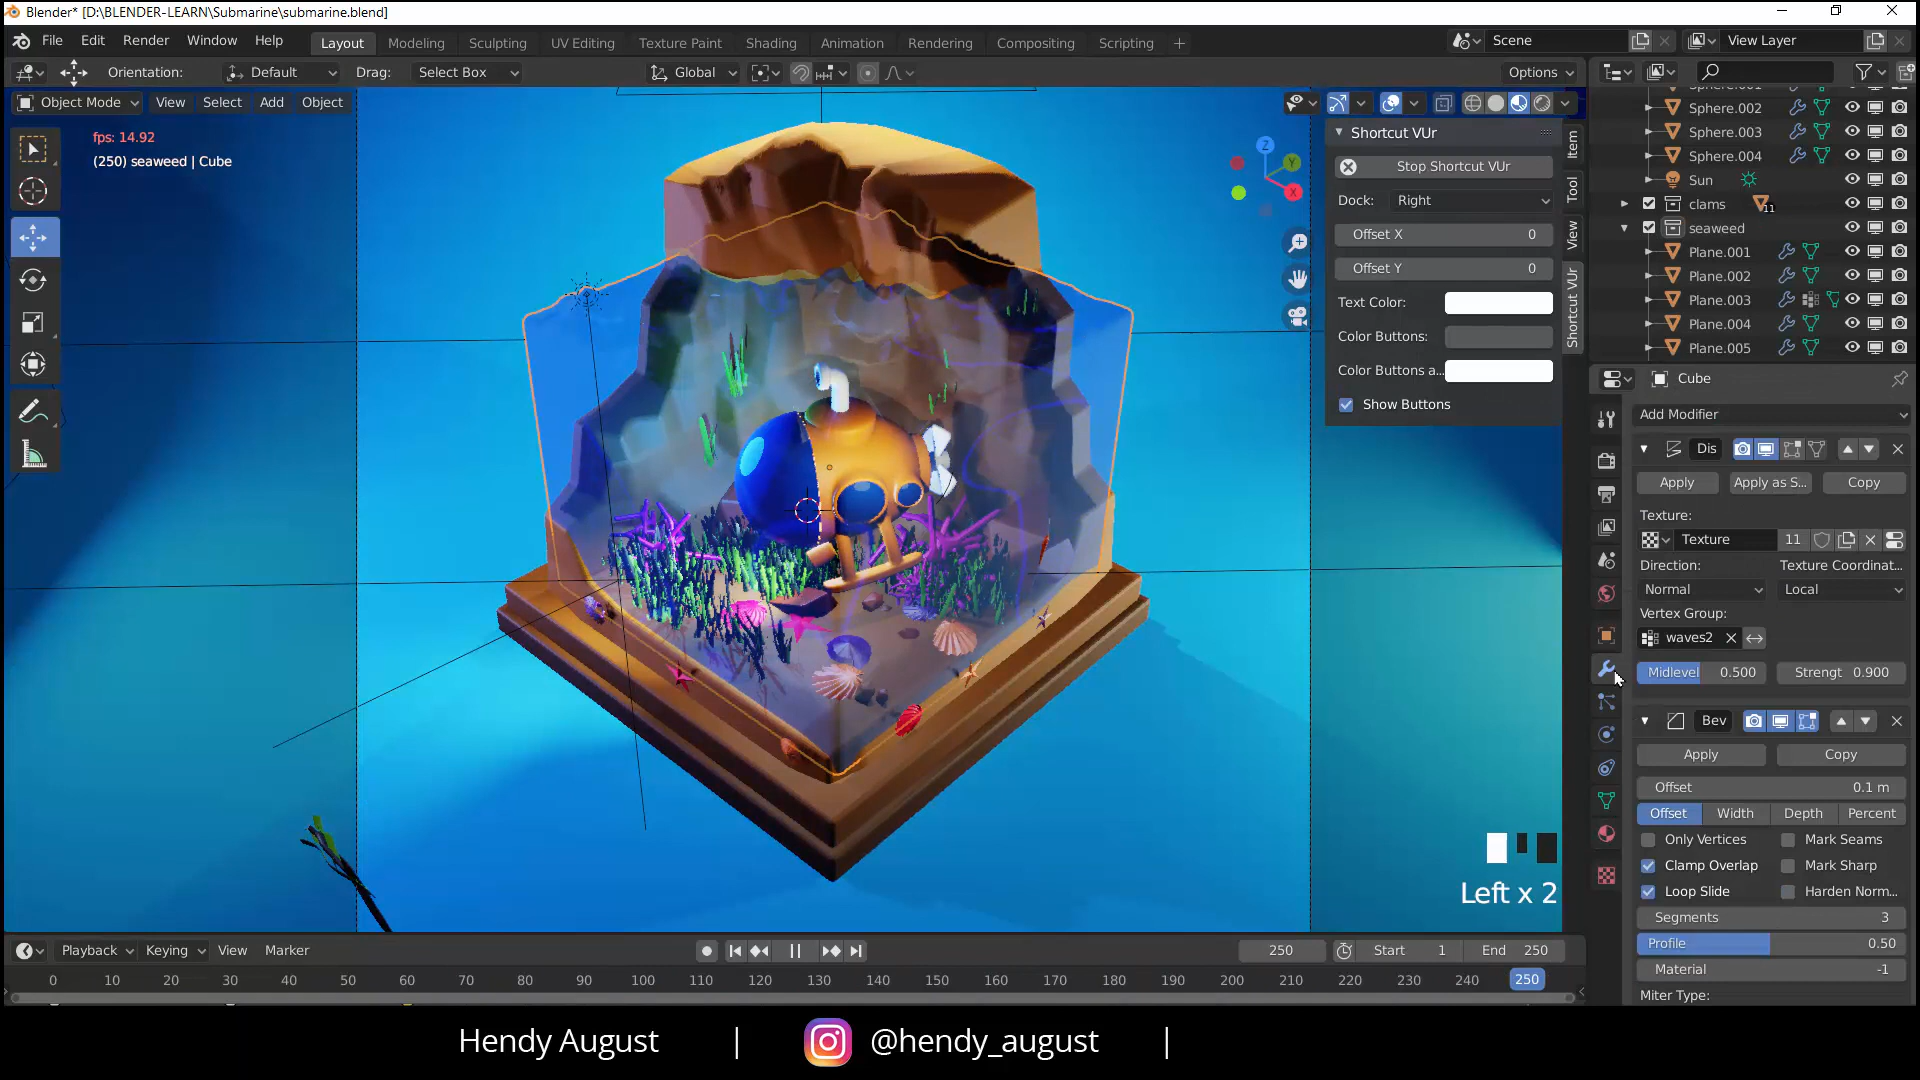 Blender* [D:\BLENDER-LEARN\Submarine\submarine.blend]
File Edit Render Window Help Layout Modeling Sculpting UV Editing Texture Paint Shading Animation Rendering Compositing Scripting Scene View Layer
Orientation: Default Drag: Select Box Global Options
Object Mode View Select Add Object
fps: 14.92
(250) seaweed | Cube
Z
Y
X
Shortcut VUr
Stop Shortcut VUr
Dock: Right
Offset X 0
Offset Y 0
Text Color:
Color Buttons:
Color Buttons a...
Show Buttons
Item
Tool
View
Shortcut VUr
Sphere.002
Sphere.003
Sphere.004
Sun
clams 11
seaweed
Plane.001
Plane.002
Plane.003
Plane.004
Plane.005
Cube
Add Modifier
Dis
Apply Apply as S... Copy
Texture:
Texture 11
Direction: Texture Coordinat...
Normal Local
Vertex Group:
waves2
Midlevel 0.500 Strengt 0.900
Bev
Apply Copy
Offset 0.1 m
Offset Width Depth Percent
Only Vertices Mark Seams
Clamp Overlap Mark Sharp
Loop Slide Harden Norm...
Segments 3
Profile 0.50
Material -1
Miter Type:
Left x 2
Playback Keying View Marker 250 Start 1 End 250
0 10 20 30 40 50 60 70 80 90 100 110 120 130 140 150 160 170 180 190 200 210 220 230 240 250
Hendy August | @hendy_august |